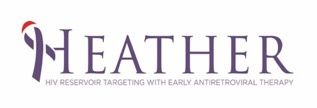 HEATHER
HIV RESERVOIR TARGETING WITH EARLY ANTIRETROVIRAL THERAPY